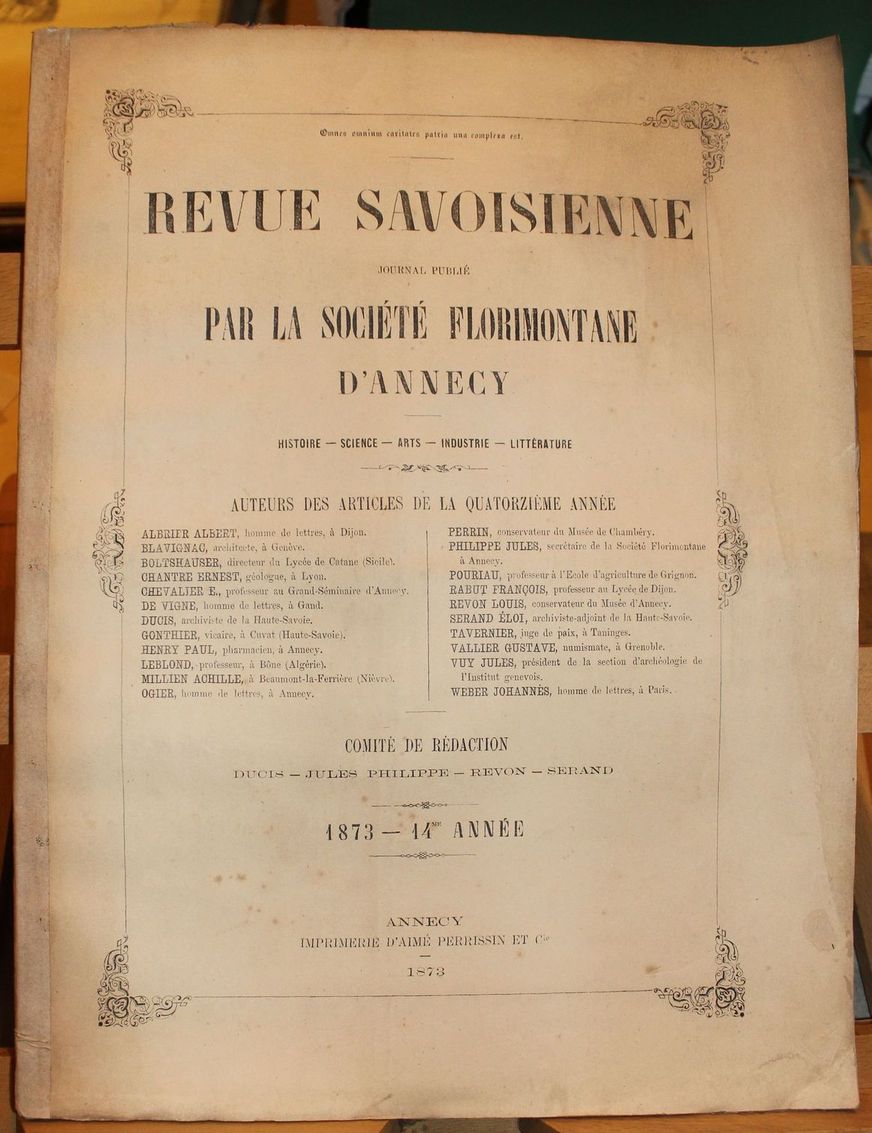 Omnes omnium caritates patria una complexa est.
REVUE SAVOISIENNE
JOURNAL PUBLIÉ
PAR LA SOCIÉTÉ FLORIMONTANE
D'ANNECY
HISTOIRE — SCIENCE — ARTS — INDUSTRIE — LITTÉRATURE
AUTEURS DES ARTICLES DE LA QUATORZIÈME ANNÉE
ALBRIER ALBERT, homme de lettres, à Dijon.
BLAVIGNAC, architecte, à Genève.
BOLTSHAUSER, directeur du Lycée de Catane (Sicile).
CHANTRE ERNEST, géologue, à Lyon.
CHEVALIER E., professeur au Grand-Séminaire d'Annecy.
DE VIGNE, homme de lettres, à Gand.
DUCIS, archiviste de la Haute-Savoie.
GONTHIER, vicaire, à Cuvat (Haute-Savoie).
HENRY PAUL, pharmacien, à Annecy.
LEBLOND, professeur, à Bône (Algérie).
MILLIEN ACHILLE, à Beaumont-la-Ferrière (Nièvre).
OGIER, homme de lettres, à Annecy.
PERRIN, conservateur du Musée de Chambéry.
PHILIPPE JULES, secrétaire de la Société Florimontane
à Annecy.
POURIAU, professeur à l'Ecole d'agriculture de Grignon.
RABUT FRANÇOIS, professeur au Lycée de Dijon.
REVON LOUIS, conservateur du Musée d'Annecy.
SERAND ÉLOI, archiviste-adjoint de la Haute-Savoie.
TAVERNIER, juge de paix, à Taninges.
VALLIER GUSTAVE, numismate, à Grenoble.
VUY JULES, président de la section d'archéologie de
l'Institut genevois.
WEBER JOHANNÈS, homme de lettres, à Paris.
COMITÉ DE RÉDACTION
DUCIS — JULES PHILIPPE — REVON — SERAND
1873 — 14ME ANNÉE
ANNECY
IMPRIMERIE D'AIMÉ PERRISSIN ET Cie
1873